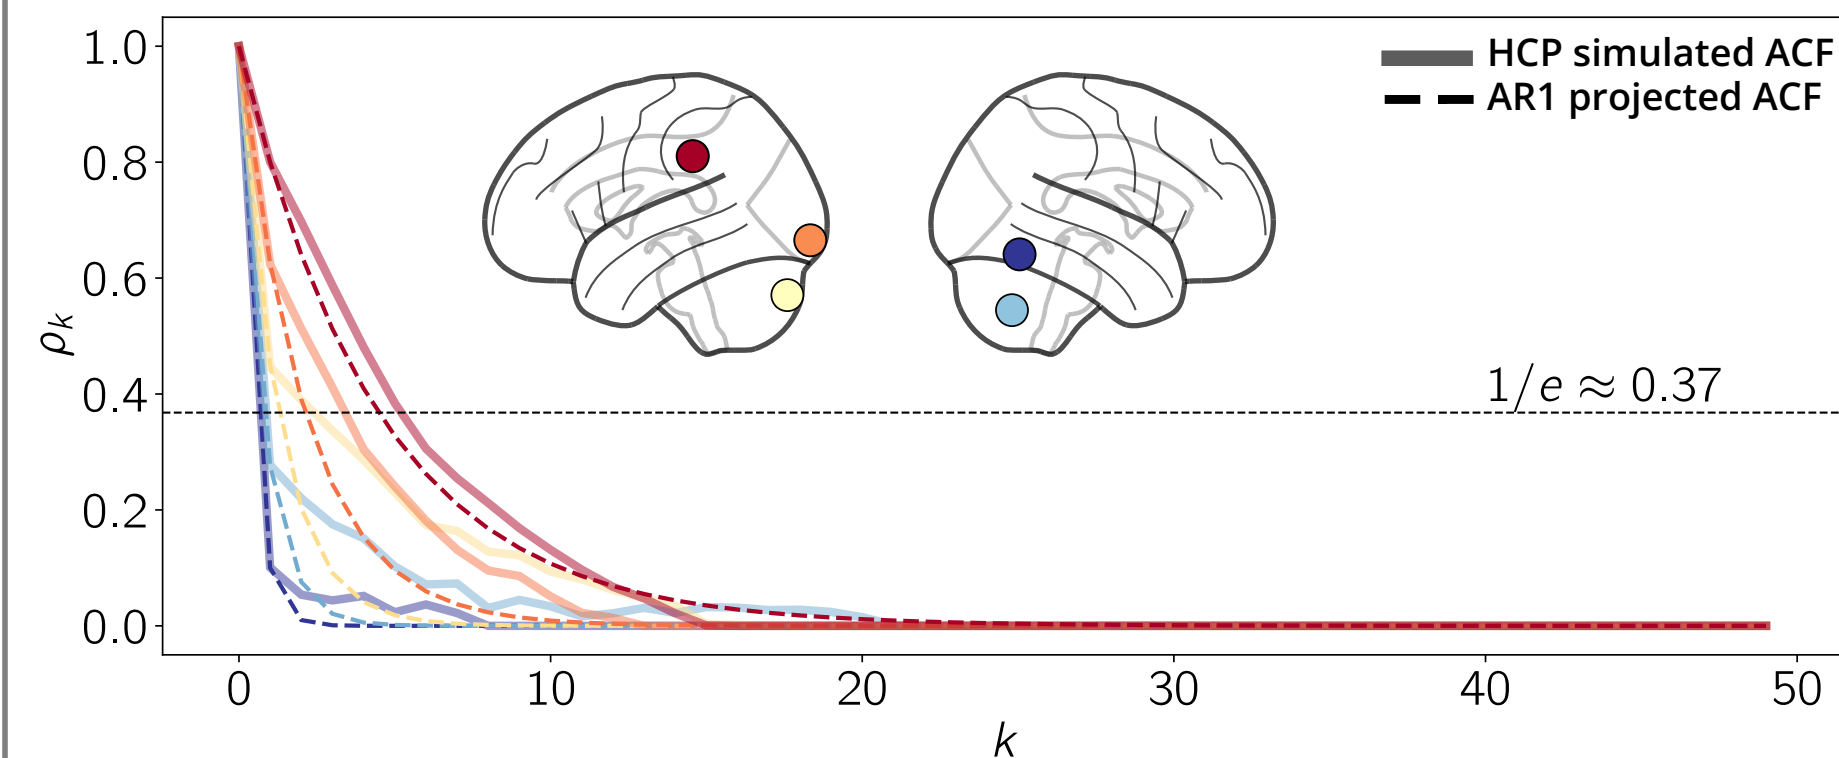 HCP simulated ACF
AR1 projected ACF
1.0
0.8
0.6
0.4
0.2
0.0
ρk
1/e ≈ 0.37
0 10 20 30 40 50
k